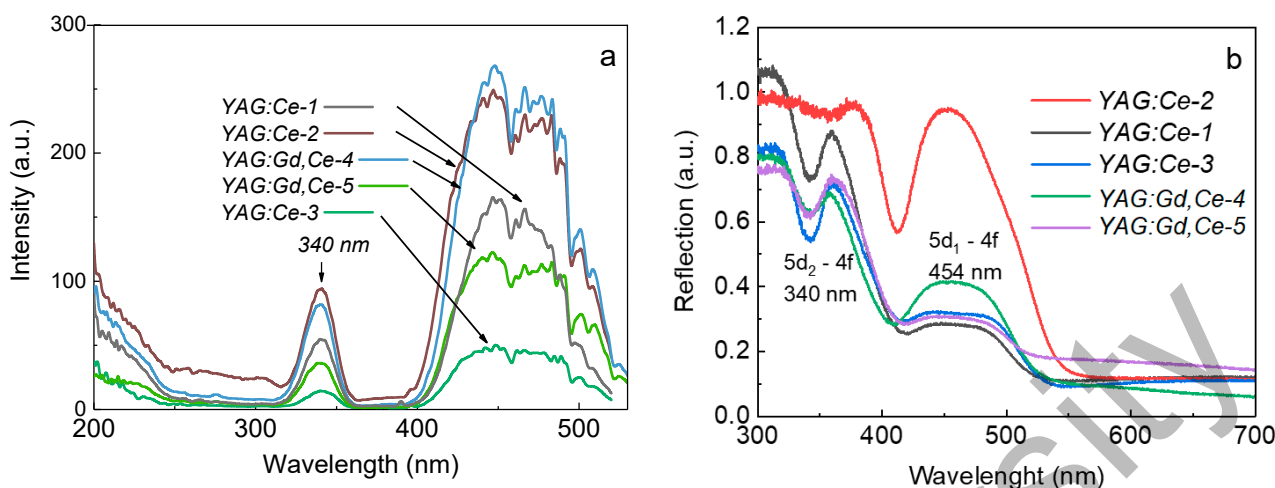 a
300
200
100
0
Intensity (a.u.)
YAG:Ce-1
YAG:Ce-2
YAG:Gd,Ce-4
YAG:Gd,Ce-5
YAG:Ce-3
340 nm
200
300
400
500
Wavelength (nm)
b
1.2
1.0
0.8
0.6
0.4
0.2
0.0
Reflection (a.u.)
YAG:Ce-2
YAG:Ce-1
YAG:Ce-3
YAG:Gd,Ce-4
YAG:Gd,Ce-5
5d₂ - 4f
340 nm
5d₁ - 4f
454 nm
300
400
500
600
700
Wavelenght (nm)
sity